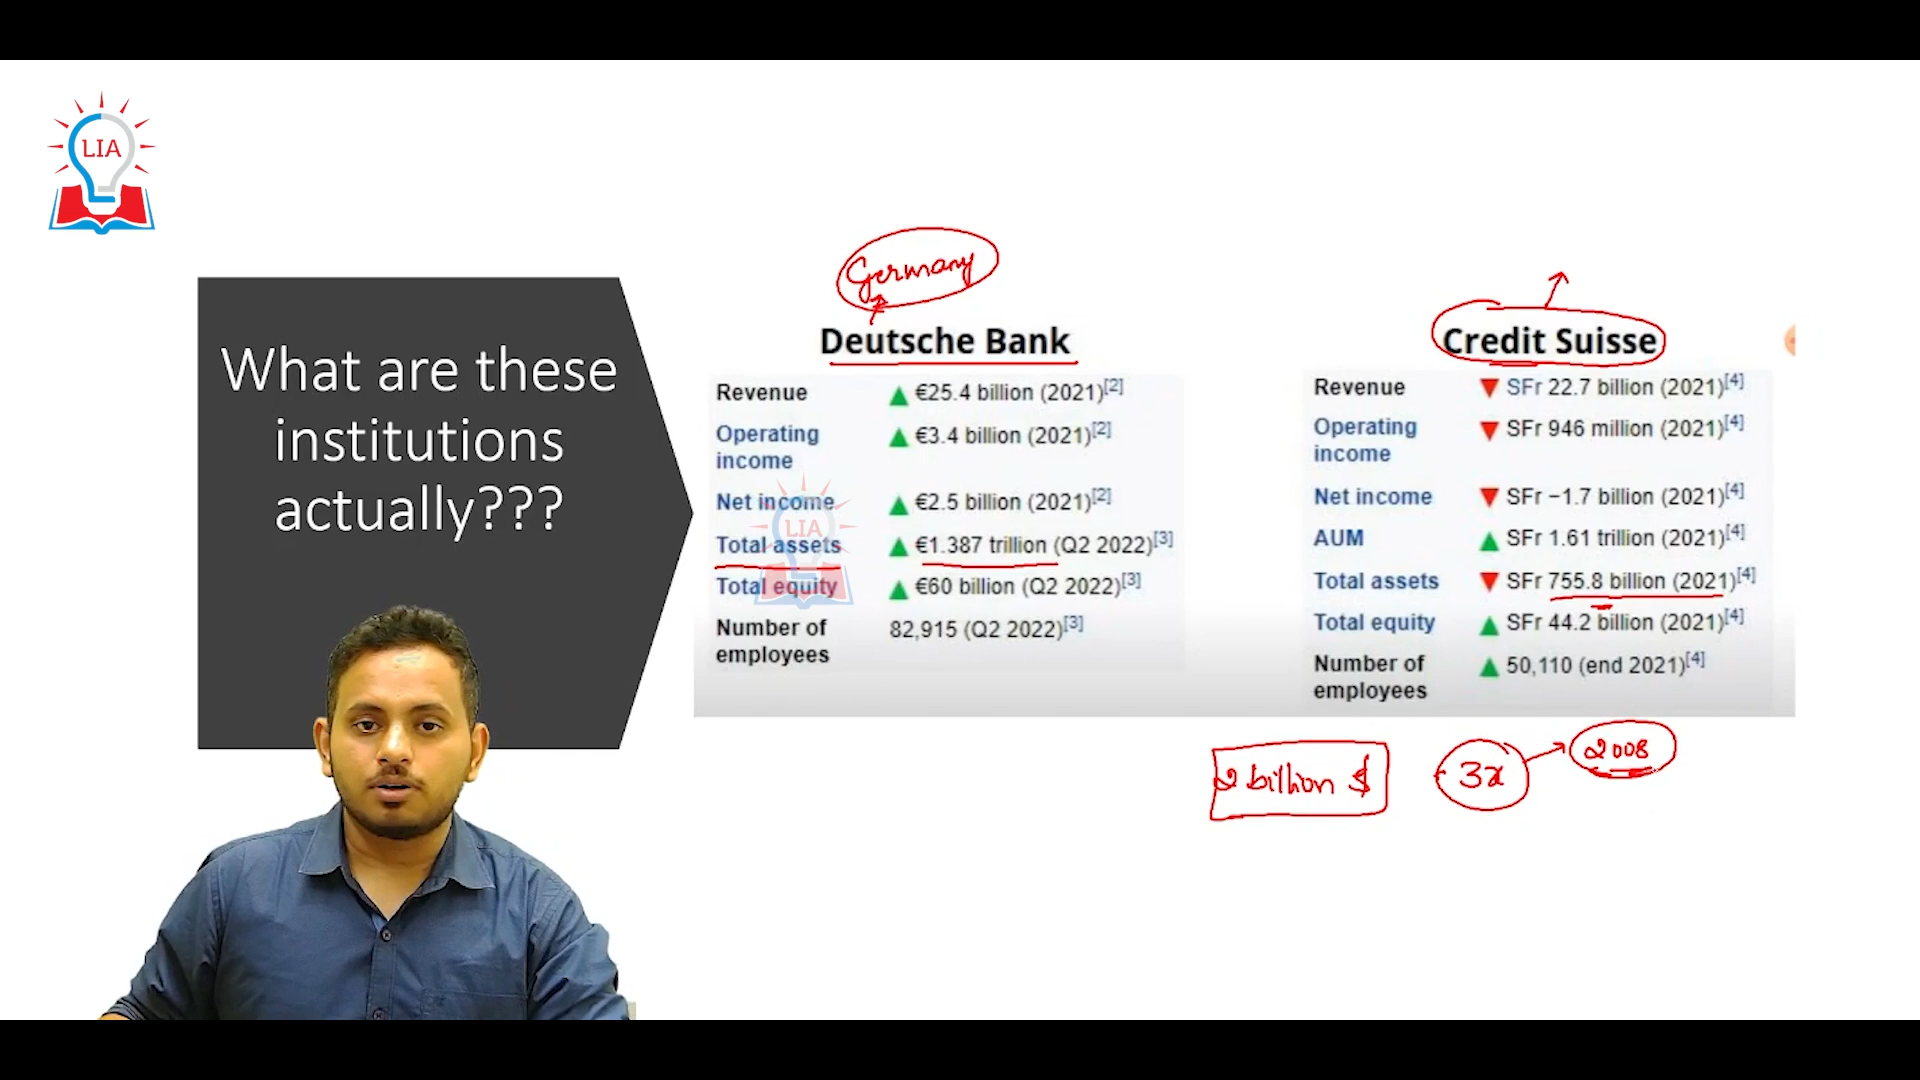 LIA
What are these
institutions
actually???
Germany
Deutsche Bank
Revenue ▲ €25.4 billion (2021)[2]
Operating income ▲ €3.4 billion (2021)[2]
Net income ▲ €2.5 billion (2021)[2]
Total assets ▲ €1.387 trillion (Q2 2022)[3]
Total equity ▲ €60 billion (Q2 2022)[3]
Number of employees 82,915 (Q2 2022)[3]
LIA
Credit Suisse
Revenue ▼ SFr 22.7 billion (2021)[4]
Operating income ▼ SFr 946 million (2021)[4]
Net income ▼ SFr −1.7 billion (2021)[4]
AUM ▲ SFr 1.61 trillion (2021)[4]
Total assets ▼ SFr 755.8 billion (2021)[4]
Total equity ▲ SFr 44.2 billion (2021)[4]
Number of employees ▲ 50,110 (end 2021)[4]
2 billion $
3x
2008